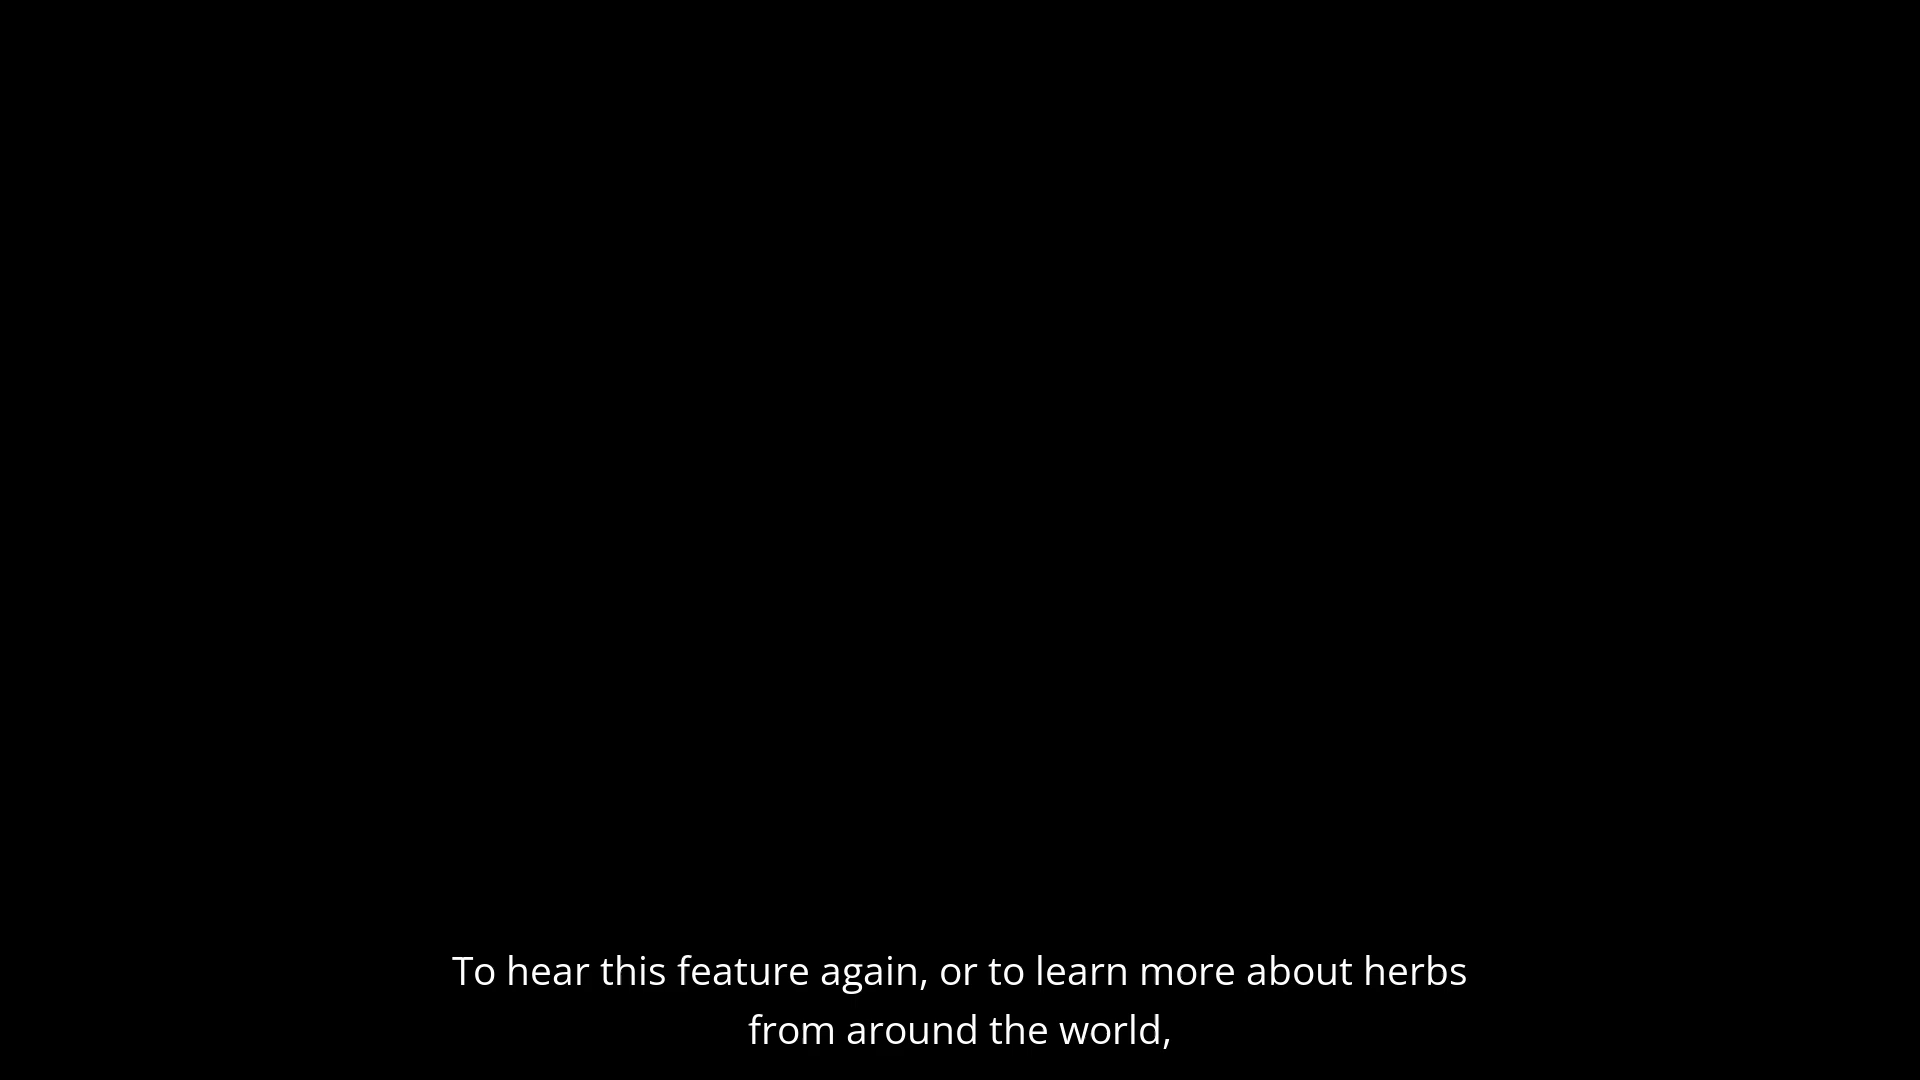 To hear this feature again, or to learn more about herbs
from around the world,